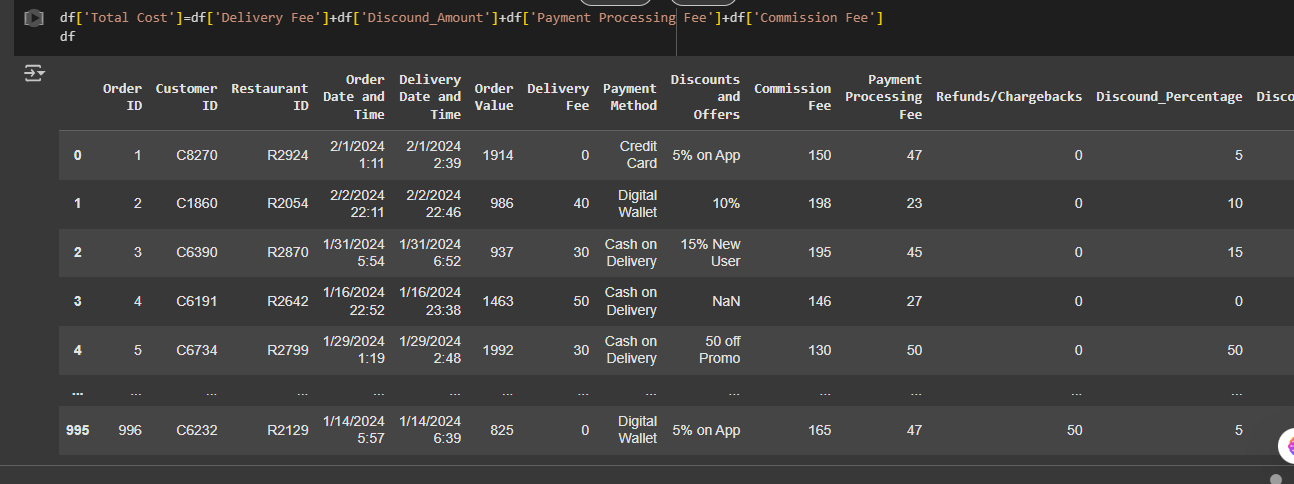 df['Total Cost']=df['Delivery Fee']+df['Discound_Amount']+df['Payment Processing Fee']+df['Commission Fee']
df
Order ID Customer ID Restaurant ID Order Date and Time Delivery Date and Time Order Value Delivery Fee Payment Method Discounts and Offers Commission Fee Payment Processing Fee Refunds/Chargebacks Discound_Percentage Disco
0 1 C8270 R2924 2/1/2024 1:11 2/1/2024 2:39 1914 0 Credit Card 5% on App 150 47 0 5
1 2 C1860 R2054 2/2/2024 22:11 2/2/2024 22:46 986 40 Digital Wallet 10% 198 23 0 10
2 3 C6390 R2870 1/31/2024 5:54 1/31/2024 6:52 937 30 Cash on Delivery 15% New User 195 45 0 15
3 4 C6191 R2642 1/16/2024 22:52 1/16/2024 23:38 1463 50 Cash on Delivery NaN 146 27 0 0
4 5 C6734 R2799 1/29/2024 1:19 1/29/2024 2:48 1992 30 Cash on Delivery 50 off Promo 130 50 0 50
... ... ... ... ... ... ... ... ... ... ... ... ... ...
995 996 C6232 R2129 1/14/2024 5:57 1/14/2024 6:39 825 0 Digital Wallet 5% on App 165 47 50 5